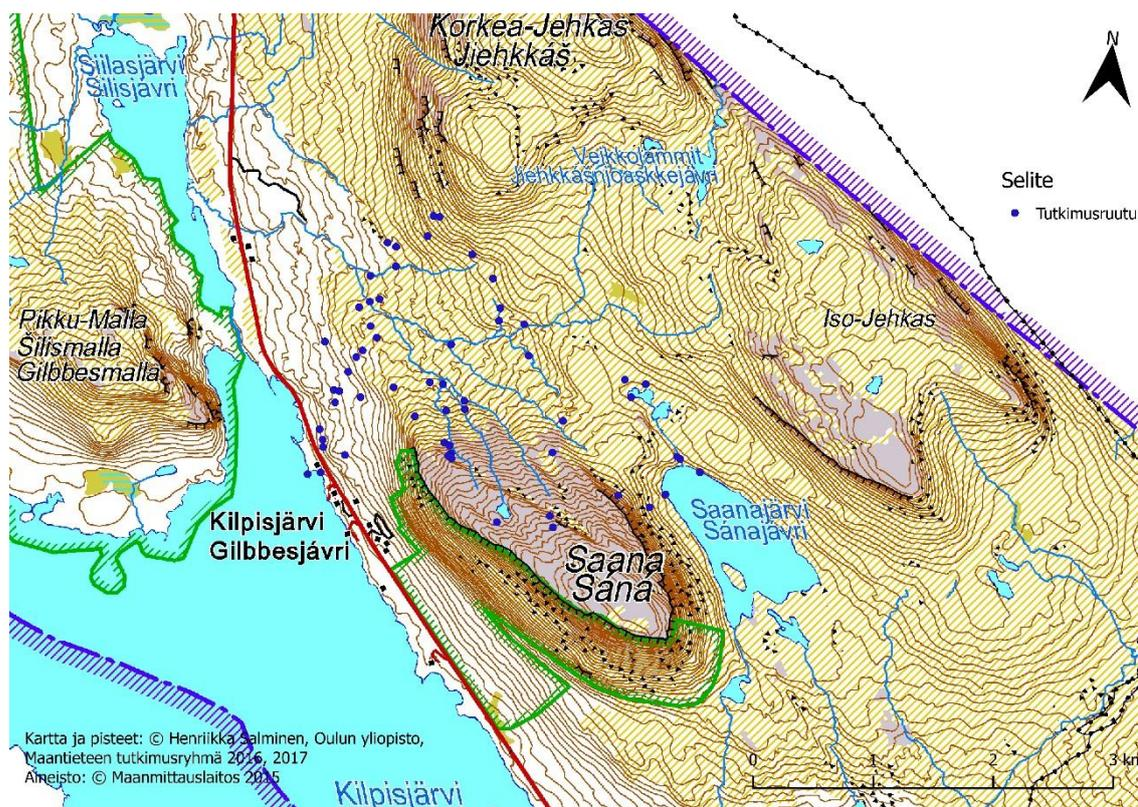 Korkea-Jehkas
Jiehkkáš
Siilasjärvi
Silisjávri
N
Veikkolammit
Jiehkkášnjoaskkejávri
Selite
Tutkimusruutu
Pikku-Malla
Šilismalla
Gilbbesmalla
Iso-Jehkas
Kilpisjärvi
Gilbbesjávri
Saanajärvi
Sánajávri
Saana
Sána
Kartta ja pisteet: © Henriikka Salminen, Oulun yliopisto,
Maantieteen tutkimusryhmä 2016, 2017
Aineisto: © Maanmittauslaitos 2015
Kilpisjärvi
0 1 2 3 km